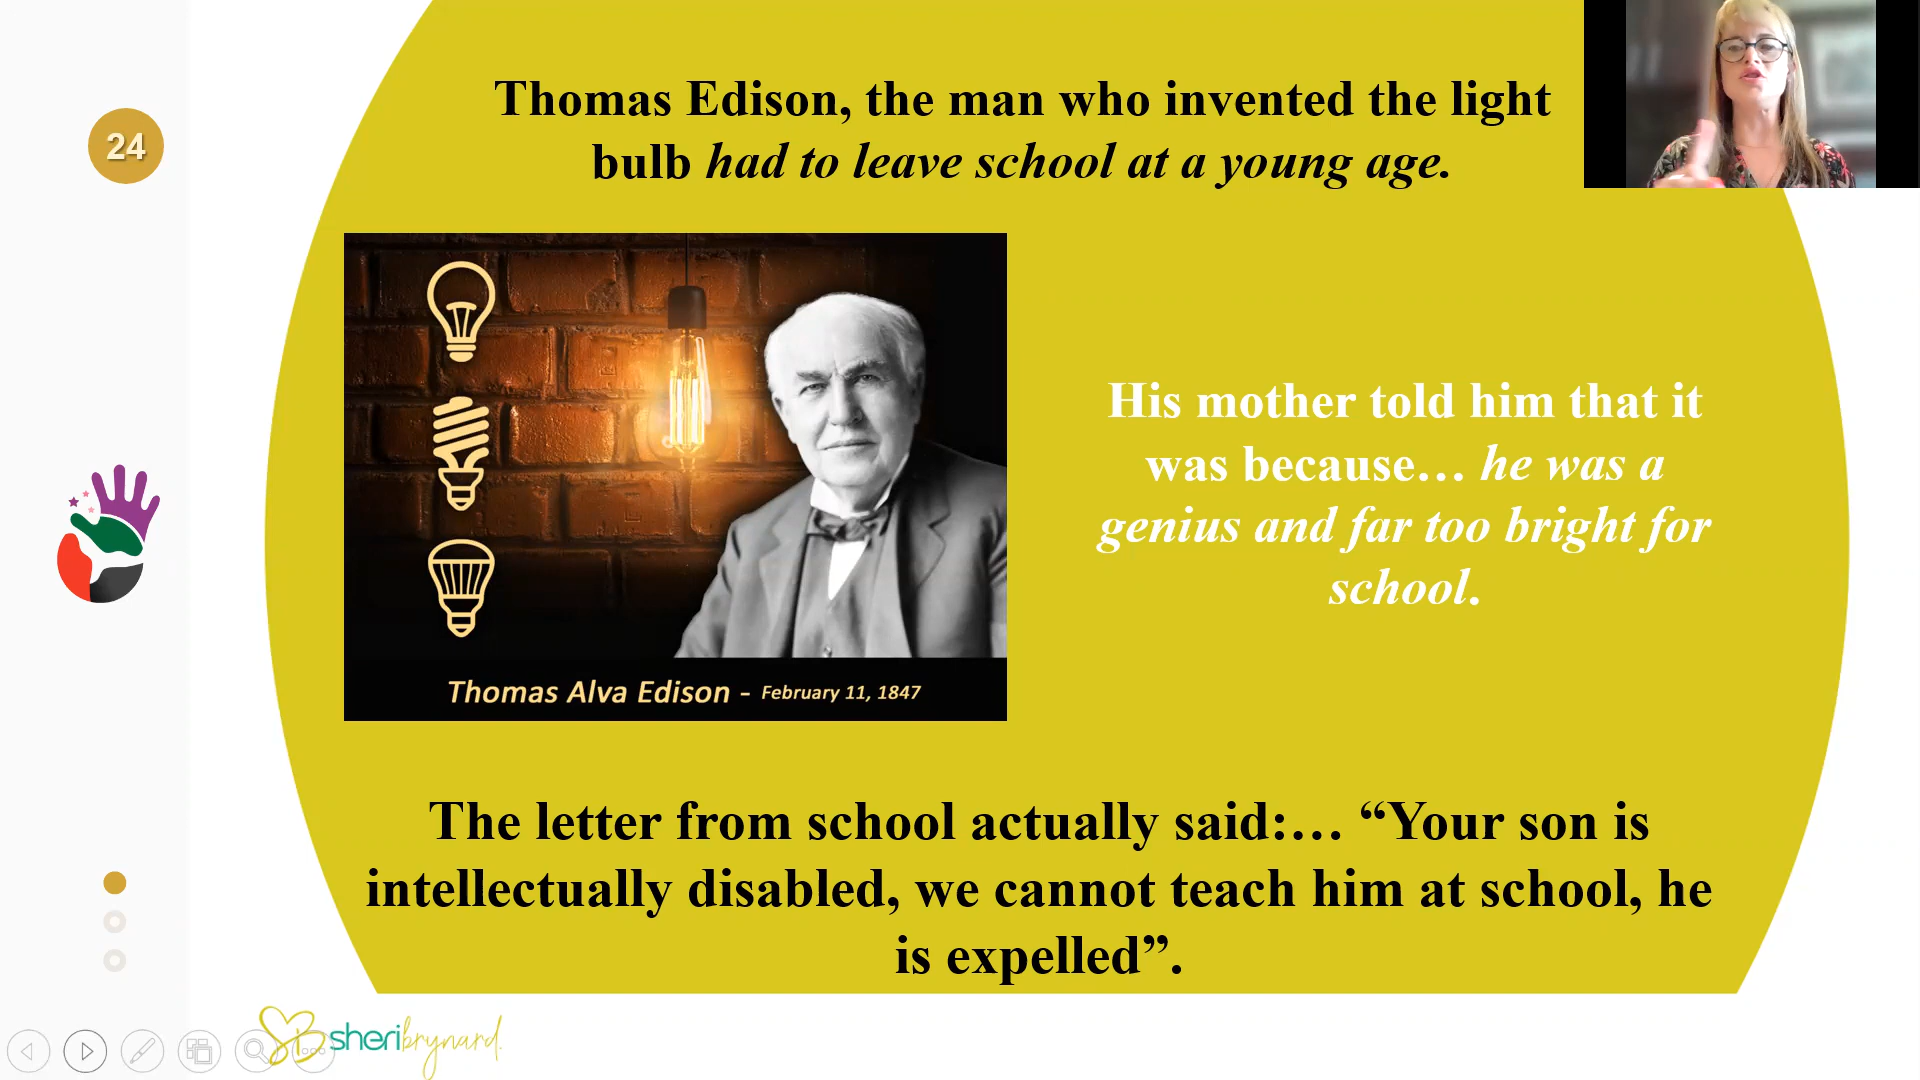 24
Thomas Edison, the man who invented the light
bulb had to leave school at a young age.
Thomas Alva Edison - February 11, 1847
His mother told him that it
was because… he was a
genius and far too bright for
school.
The letter from school actually said:… “Your son is
intellectually disabled, we cannot teach him at school, he
is expelled”.
sheribrynard.